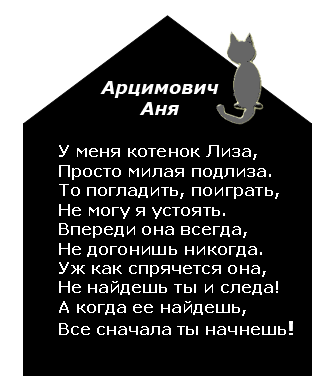 Арцимович
Аня
У меня котенок Лиза,
Просто милая подлиза.
То погладить, поиграть,
Не могу я устоять.
Впереди она всегда,
Не догонишь никогда.
Уж как спрячется она,
Не найдешь ты и следа!
А когда ее найдешь,
Все сначала ты начнешь!